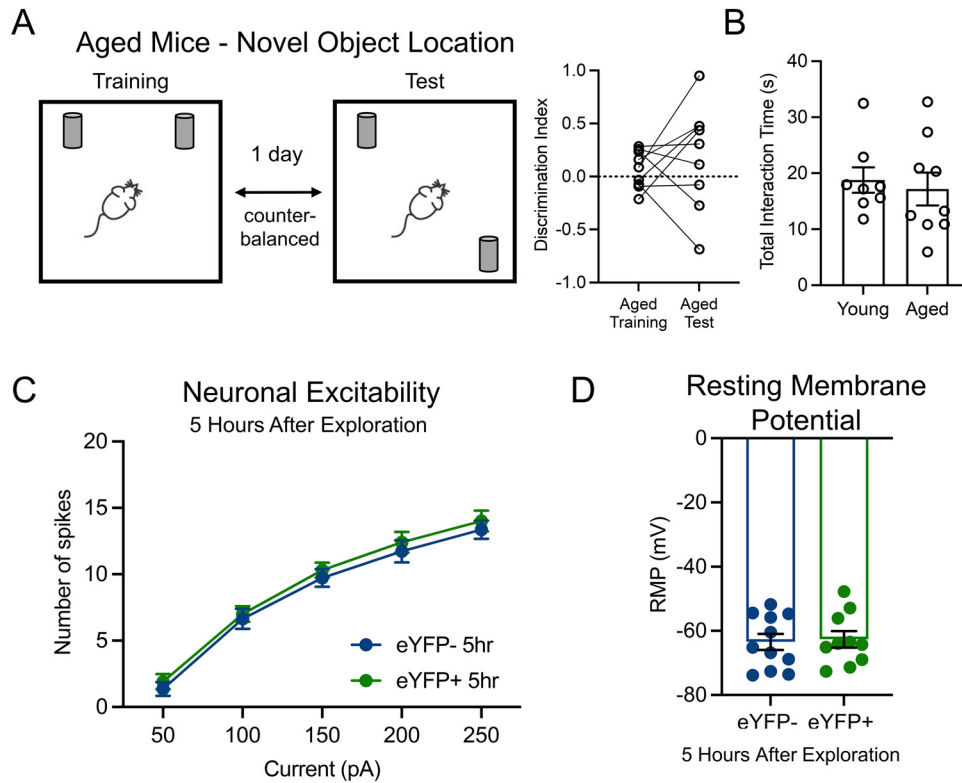 A
Aged Mice - Novel Object Location
Training
Test
1 day
counter-
balanced
Discrimination Index
1.0
0.5
0.0
-0.5
-1.0
Aged
Training
Aged
Test
B
Total Interaction Time (s)
40
30
20
10
0
Young
Aged
C
Neuronal Excitability
5 Hours After Exploration
Number of spikes
20
15
10
5
0
eYFP- 5hr
eYFP+ 5hr
50
100
150
200
250
Current (pA)
D
Resting Membrane
Potential
RMP (mV)
0
-20
-40
-60
-80
eYFP-
eYFP+
5 Hours After Exploration